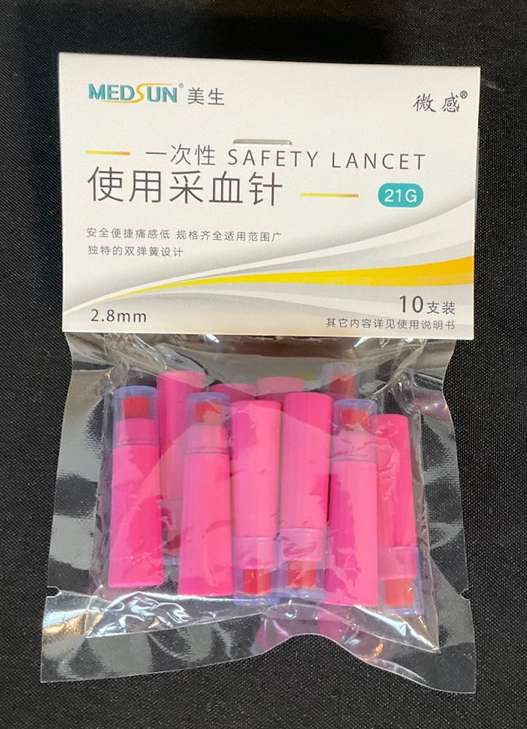 MEDSUN® 美生
微感®
一次性 SAFETY LANCET
使用采血针
21G
安全便捷痛感低 规格齐全适用范围广
独特的双弹簧设计
2.8mm
10支装
其它内容详见使用说明书